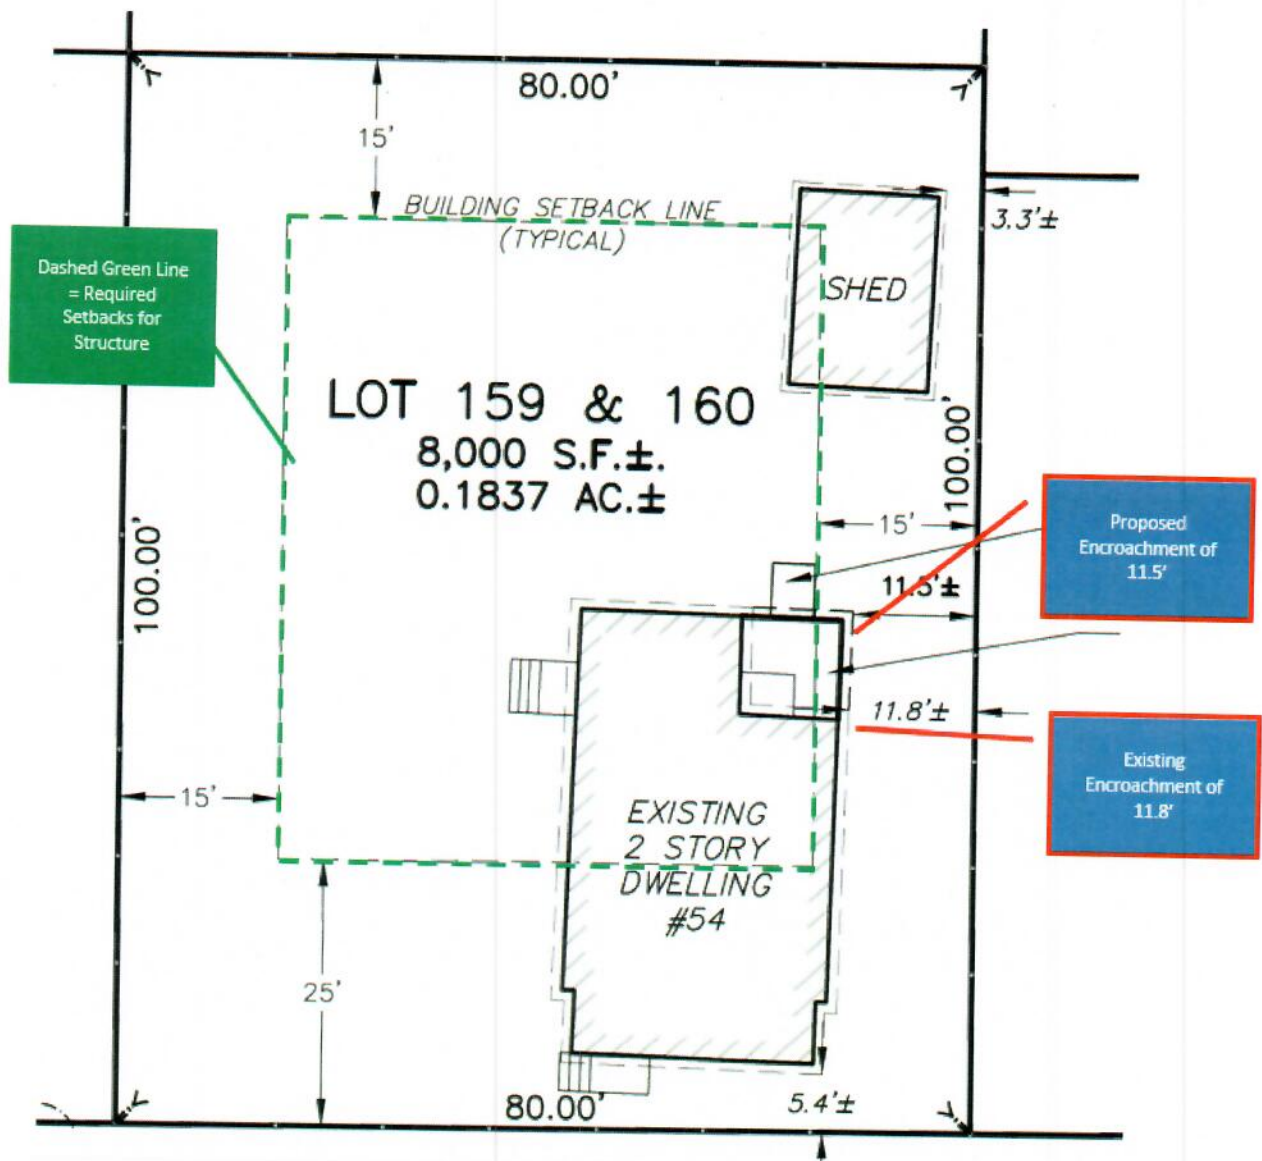 80.00'
15'
BUILDING SETBACK LINE
(TYPICAL)
3.3'±
SHED
Dashed Green Line
= Required
Setbacks for
Structure
LOT 159 & 160
8,000 S.F.±.
0.1837 AC.±
100.00'
100.00'
15'
Proposed
Encroachment of
11.5'
11.5'±
11.8'±
Existing
Encroachment of
11.8'
15'
EXISTING
2 STORY
DWELLING
#54
25'
80.00'
5.4'±